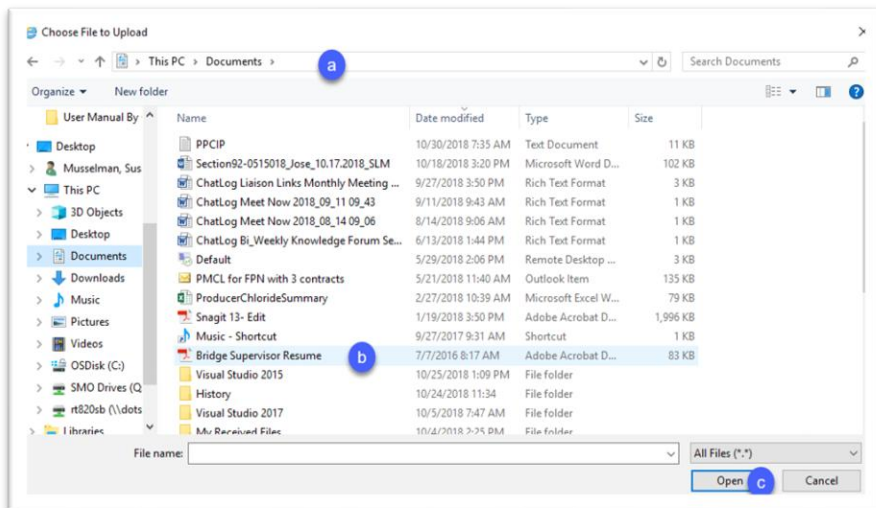 Choose File to Upload
This PC > Documents >
a
Search Documents
Organize
New folder
Name
Date modified
Type
Size
User Manual By
Desktop
Musselman, Sus
This PC
3D Objects
Desktop
Documents
Downloads
Music
Pictures
Videos
OSDisk (C:)
SMO Drives (Q
rt820sb (\\dots
Libraries
PPCIP 10/30/2018 7:35 AM Text Document 11 KB
Section92-0515018_Jose_10.17.2018_SLM 10/18/2018 3:20 PM Microsoft Word D... 102 KB
ChatLog Liaison Links Monthly Meeting ... 9/27/2018 3:50 PM Rich Text Format 3 KB
ChatLog Meet Now 2018_09_11 09_43 9/11/2018 9:43 AM Rich Text Format 1 KB
ChatLog Meet Now 2018_08_14 09_06 8/14/2018 9:06 AM Rich Text Format 1 KB
ChatLog Bi_Weekly Knowledge Forum Se... 6/13/2018 1:44 PM Rich Text Format 1 KB
Default 5/29/2018 2:06 PM Remote Desktop ... 3 KB
PMCL for FPN with 3 contracts 5/21/2018 11:40 AM Outlook Item 135 KB
ProducerChlorideSummary 2/27/2018 10:39 AM Microsoft Excel W... 79 KB
Snagit 13- Edit 1/19/2018 3:50 PM Adobe Acrobat D... 1,996 KB
Music - Shortcut 9/27/2017 9:31 AM Shortcut 1 KB
Bridge Supervisor Resume b 7/7/2016 8:17 AM Adobe Acrobat D... 83 KB
Visual Studio 2015 10/25/2018 1:09 PM File folder
History 10/24/2018 11:34 File folder
Visual Studio 2017 10/5/2018 7:47 AM File folder
My Received Files 10/4/2018 2:25 PM File folder
File name:
All Files (*.*)
Open c
Cancel